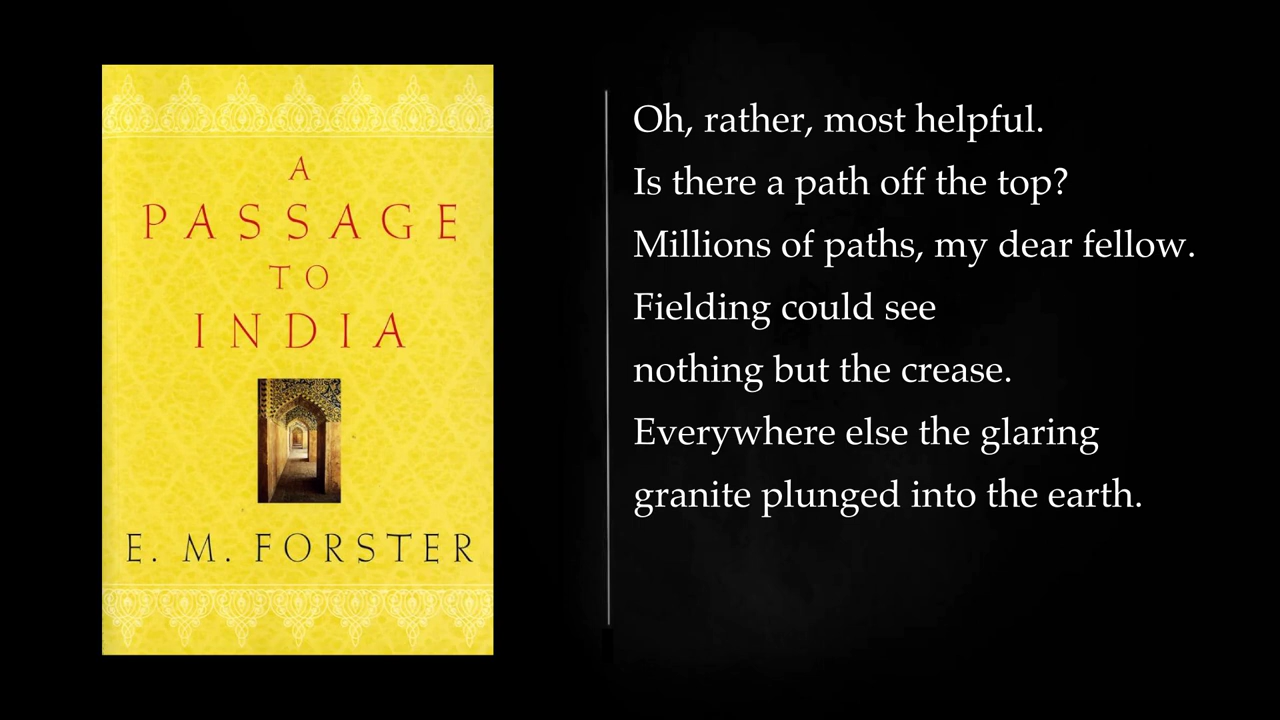 A
PASSAGE
TO
INDIA
E. M. FORSTER
Oh, rather, most helpful.
Is there a path off the top?
Millions of paths, my dear fellow.
Fielding could see
nothing but the crease.
Everywhere else the glaring
granite plunged into the earth.